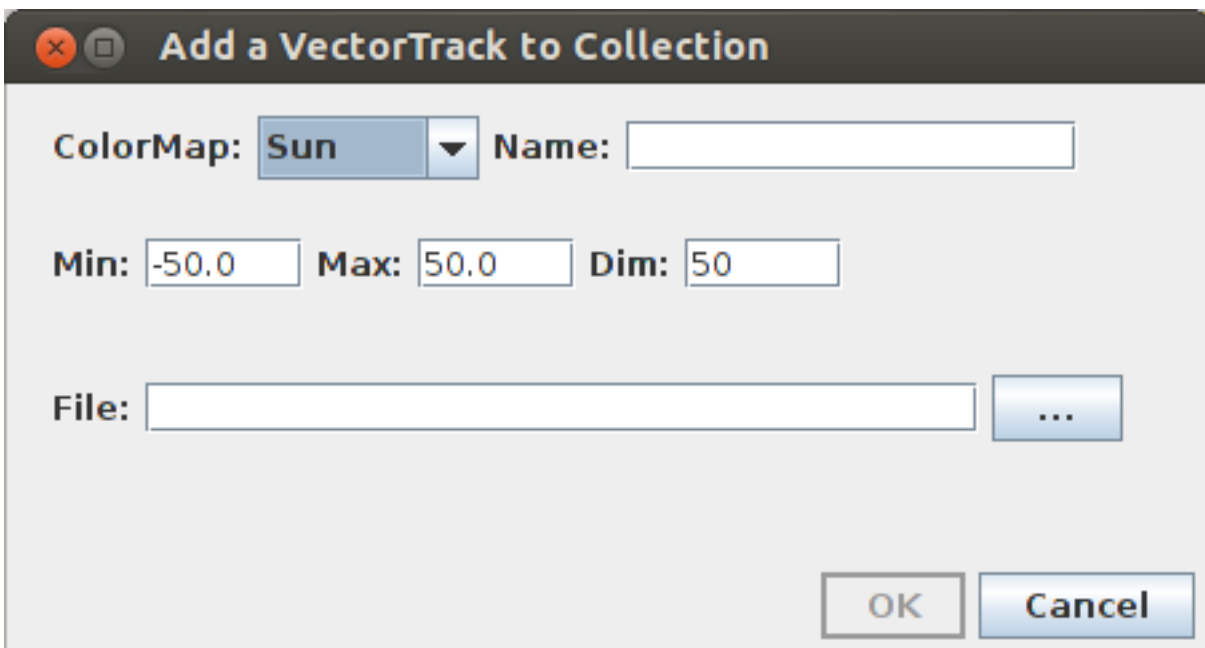 Add a VectorTrack to Collection
ColorMap: Sun Name:
Min: -50.0 Max: 50.0 Dim: 50
File: ...
OK Cancel